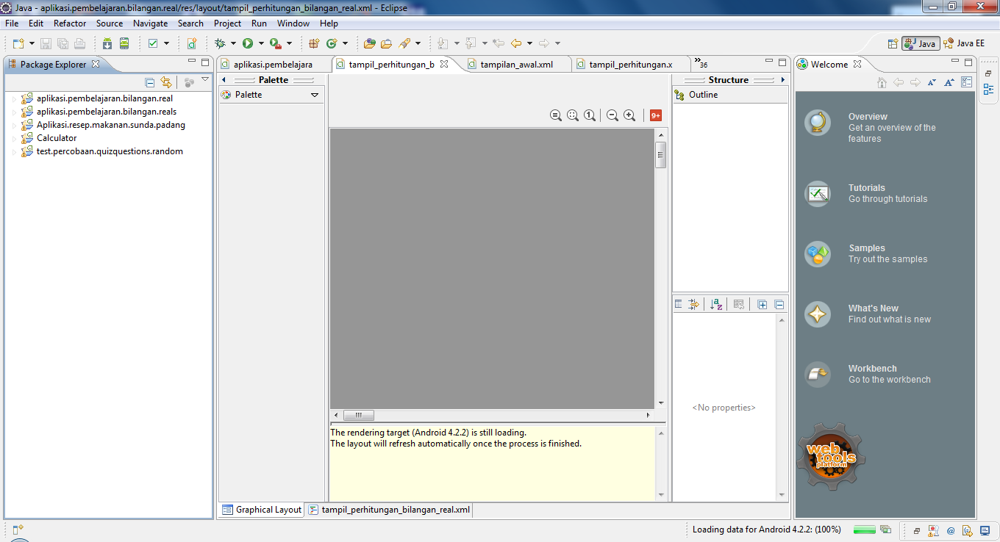 Java - aplikasi.pembelajaran.bilangan.real/res/layout/tampil_perhitungan_bilangan_real.xml - Eclipse
File Edit Refactor Source Navigate Search Project Run Window Help
Java Java EE
Package Explorer
aplikasi.pembelajaran.bilangan.real
aplikasi.pembelajaran.bilangan.reals
Aplikasi.resep.makanan.sunda.padang
Calculator
test.percobaan.quizquestions.random
aplikasi.pembelajara tampil_perhitungan_b tampilan_awal.xml tampil_perhitungan.x »36
Palette
Palette
1 9+
Structure
Outline
<No properties>
The rendering target (Android 4.2.2) is still loading.
The layout will refresh automatically once the process is finished.
Graphical Layout tampil_perhitungan_bilangan_real.xml
Welcome
Overview
Get an overview of the
features
Tutorials
Go through tutorials
Samples
Try out the samples
What's New
Find out what is new
Workbench
Go to the workbench
web
tools
platform
Loading data for Android 4.2.2: (100%)